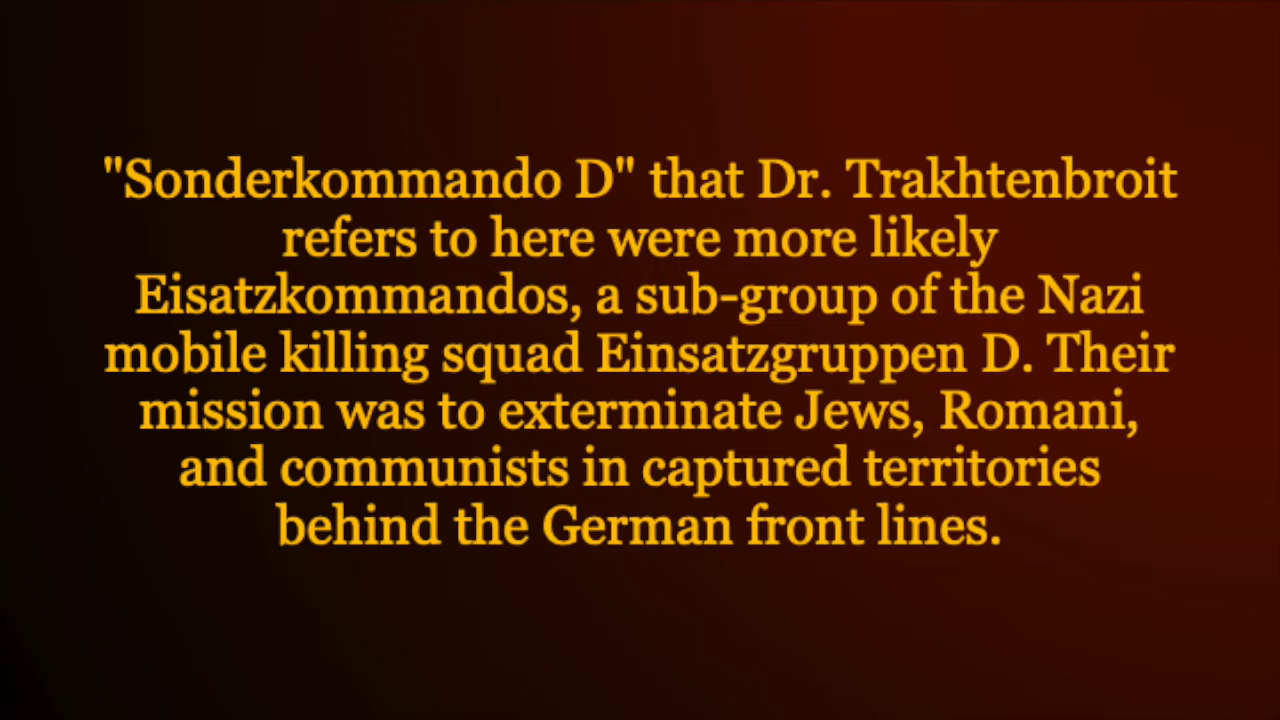 "Sonderkommando D" that Dr. Trakhtenbroit
refers to here were more likely
Eisatzkommandos, a sub-group of the Nazi
mobile killing squad Einsatzgruppen D. Their
mission was to exterminate Jews, Romani,
and communists in captured territories
behind the German front lines.